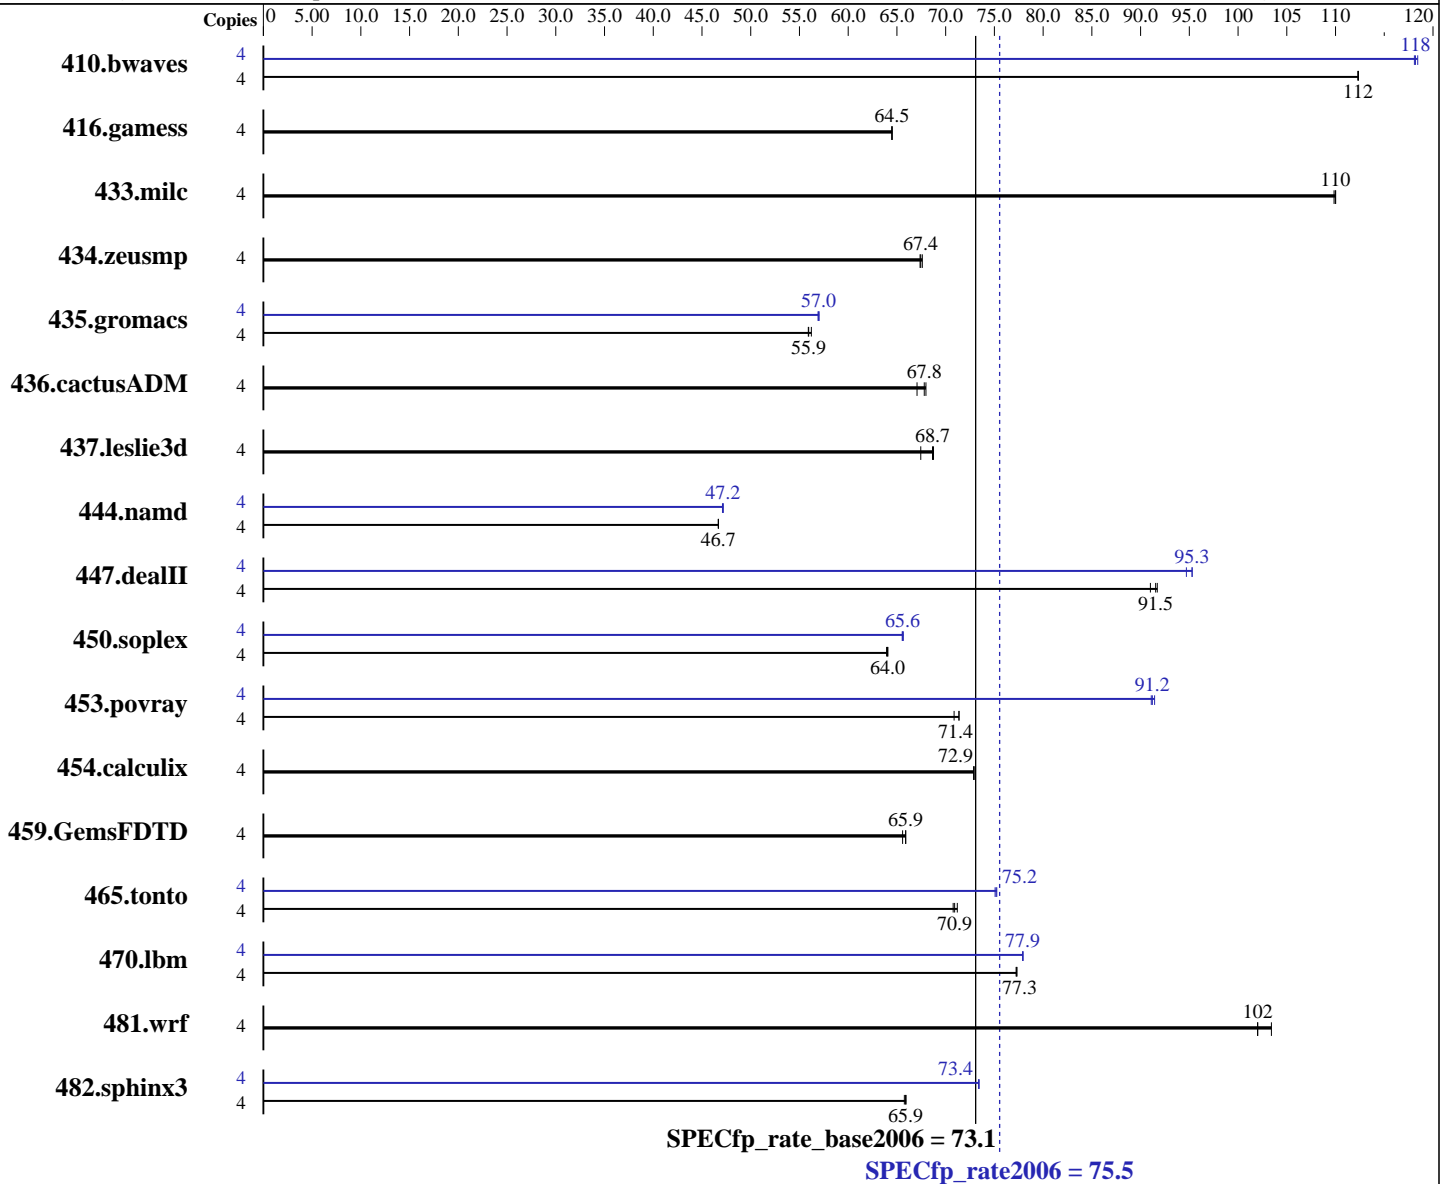 Copies 0 5.00 10.0 15.0 20.0 25.0 30.0 35.0 40.0 45.0 50.0 55.0 60.0 65.0 70.0 75.0 80.0 85.0 90.0 95.0 100 105 110 120
410.bwaves 4 118
4 112
416.gamess 4 64.5
433.milc 4 110
434.zeusmp 4 67.4
435.gromacs 4 57.0
4 55.9
436.cactusADM 4 67.8
437.leslie3d 4 68.7
444.namd 4 47.2
4 46.7
447.dealII 4 95.3
4 91.5
450.soplex 4 65.6
4 64.0
453.povray 4 91.2
4 71.4
454.calculix 4 72.9
459.GemsFDTD 4 65.9
465.tonto 4 75.2
4 70.9
470.lbm 4 77.9
4 77.3
481.wrf 4 102
482.sphinx3 4 73.4
4 65.9
SPECfp_rate_base2006 = 73.1
SPECfp_rate2006 = 75.5